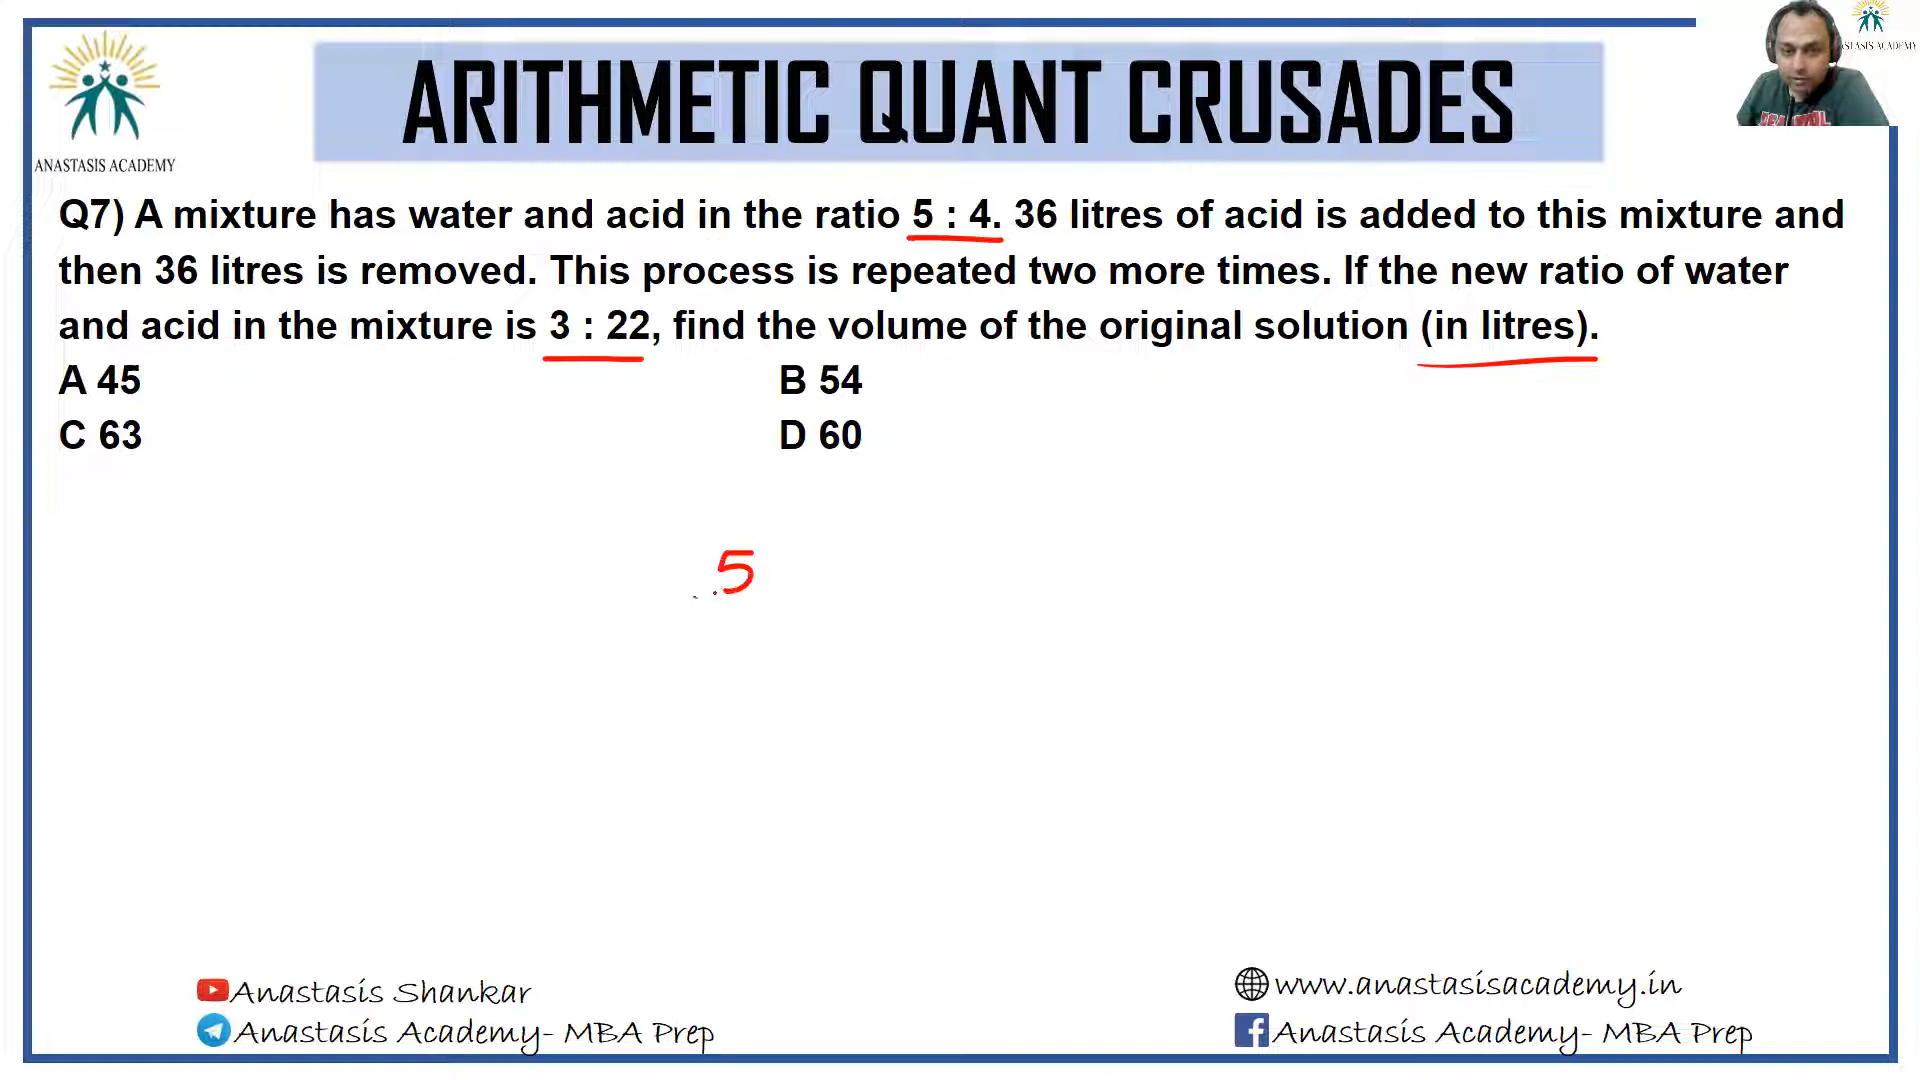 ARITHMETIC QUANT CRUSADES
ANASTASIS ACADEMY
Q7) A mixture has water and acid in the ratio 5 : 4. 36 litres of acid is added to this mixture and
then 36 litres is removed. This process is repeated two more times. If the new ratio of water
and acid in the mixture is 3 : 22, find the volume of the original solution (in litres).
A 45 B 54
C 63 D 60
5
Anastasis Shankar
Anastasis Academy- MBA Prep
www.anastasisacademy.in
Anastasis Academy- MBA Prep